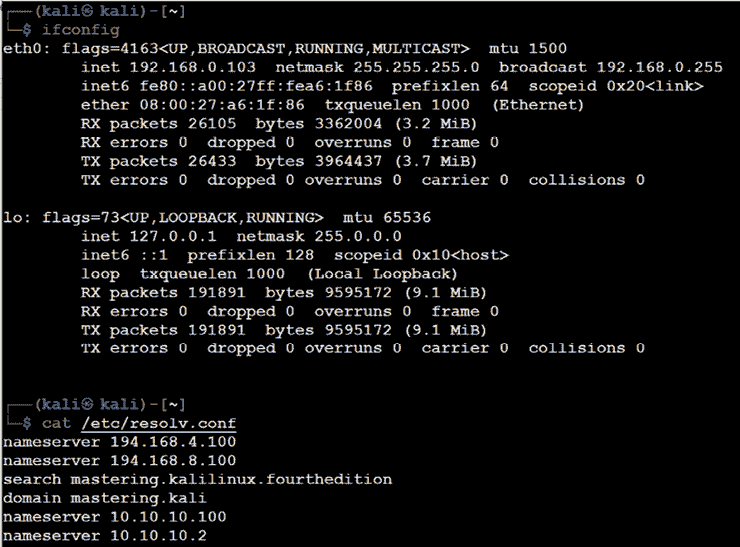 ┌──(kali㉿ kali)-[~]
└─$ ifconfig
eth0: flags=4163<UP,BROADCAST,RUNNING,MULTICAST>  mtu 1500
        inet 192.168.0.103  netmask 255.255.255.0  broadcast 192.168.0.255
        inet6 fe80::a00:27ff:fea6:1f86  prefixlen 64  scopeid 0x20<link>
        ether 08:00:27:a6:1f:86  txqueuelen 1000  (Ethernet)
        RX packets 26105  bytes 3362004 (3.2 MiB)
        RX errors 0  dropped 0  overruns 0  frame 0
        TX packets 26433  bytes 3964437 (3.7 MiB)
        TX errors 0  dropped 0 overruns 0  carrier 0  collisions 0
lo: flags=73<UP,LOOPBACK,RUNNING>  mtu 65536
        inet 127.0.0.1  netmask 255.0.0.0
        inet6 ::1  prefixlen 128  scopeid 0x10<host>
        loop  txqueuelen 1000  (Local Loopback)
        RX packets 191891  bytes 9595172 (9.1 MiB)
        RX errors 0  dropped 0  overruns 0  frame 0
        TX packets 191891  bytes 9595172 (9.1 MiB)
        TX errors 0  dropped 0 overruns 0  carrier 0  collisions 0
┌──(kali㉿ kali)-[~]
└─$ cat /etc/resolv.conf
nameserver 194.168.4.100
nameserver 194.168.8.100
search mastering.kalilinux.fourthedition
domain mastering.kali
nameserver 10.10.10.100
nameserver 10.10.10.2